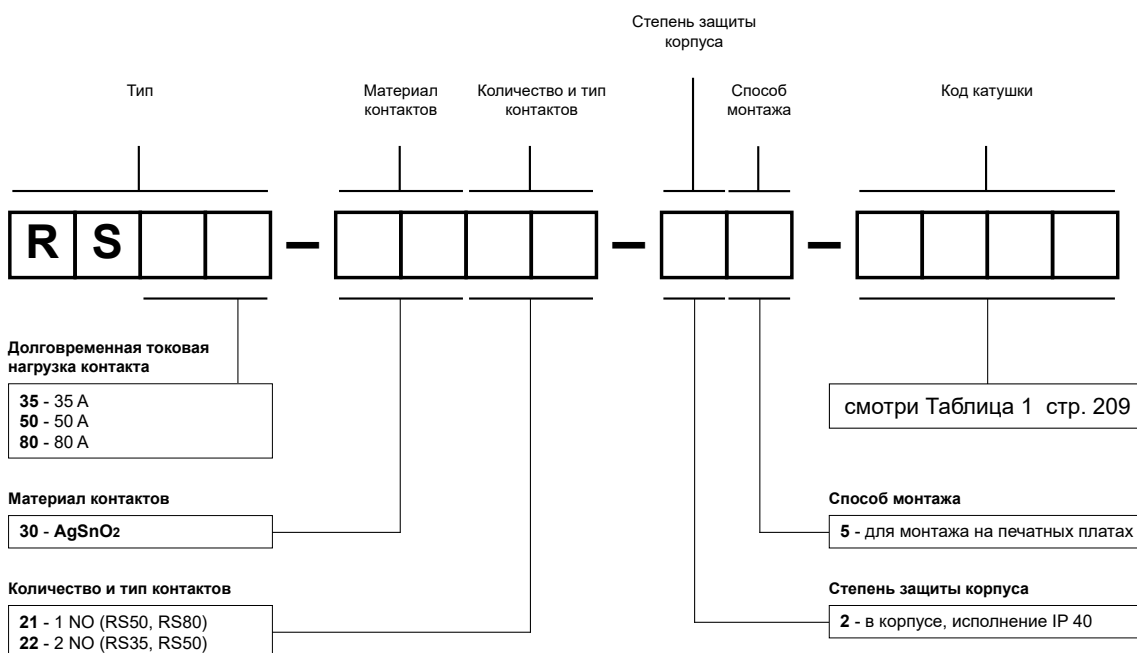 Степень защиты
корпуса
Тип
Материал
контактов
Количество и тип
контактов
Способ
монтажа
Код катушки
R S – – –
Долговременная токовая
нагрузка контакта
35 - 35 A
50 - 50 A
80 - 80 A
смотри Таблица 1 стр. 209
Материал контактов
30 - AgSnO2
Способ монтажа
5 - для монтажа на печатных платах
Количество и тип контактов
21 - 1 NO (RS50, RS80)
22 - 2 NO (RS35, RS50)
Степень защиты корпуса
2 - в корпусе, исполнение IP 40